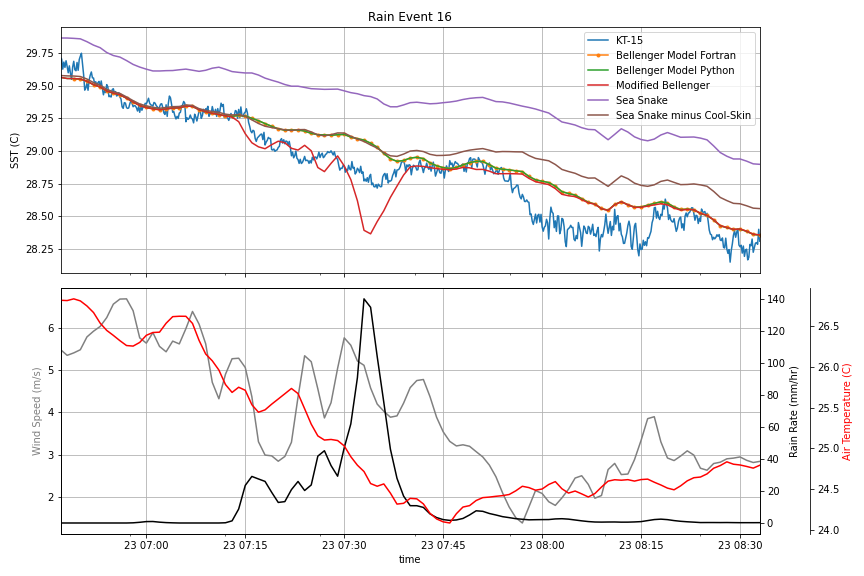 Rain Event 16
29.75
29.50
29.25
29.00
28.75
28.50
28.25
SST (C)
KT-15
Bellenger Model Fortran
Bellenger Model Python
Modified Bellenger
Sea Snake
Sea Snake minus Cool-Skin
6
5
4
3
2
Wind Speed (m/s)
140
120
100
80
60
40
20
0
Rain Rate (mm/hr)
26.5
26.0
25.5
25.0
24.5
24.0
Air Temperature (C)
23 07:00
23 07:15
23 07:30
23 07:45
23 08:00
23 08:15
23 08:30
time